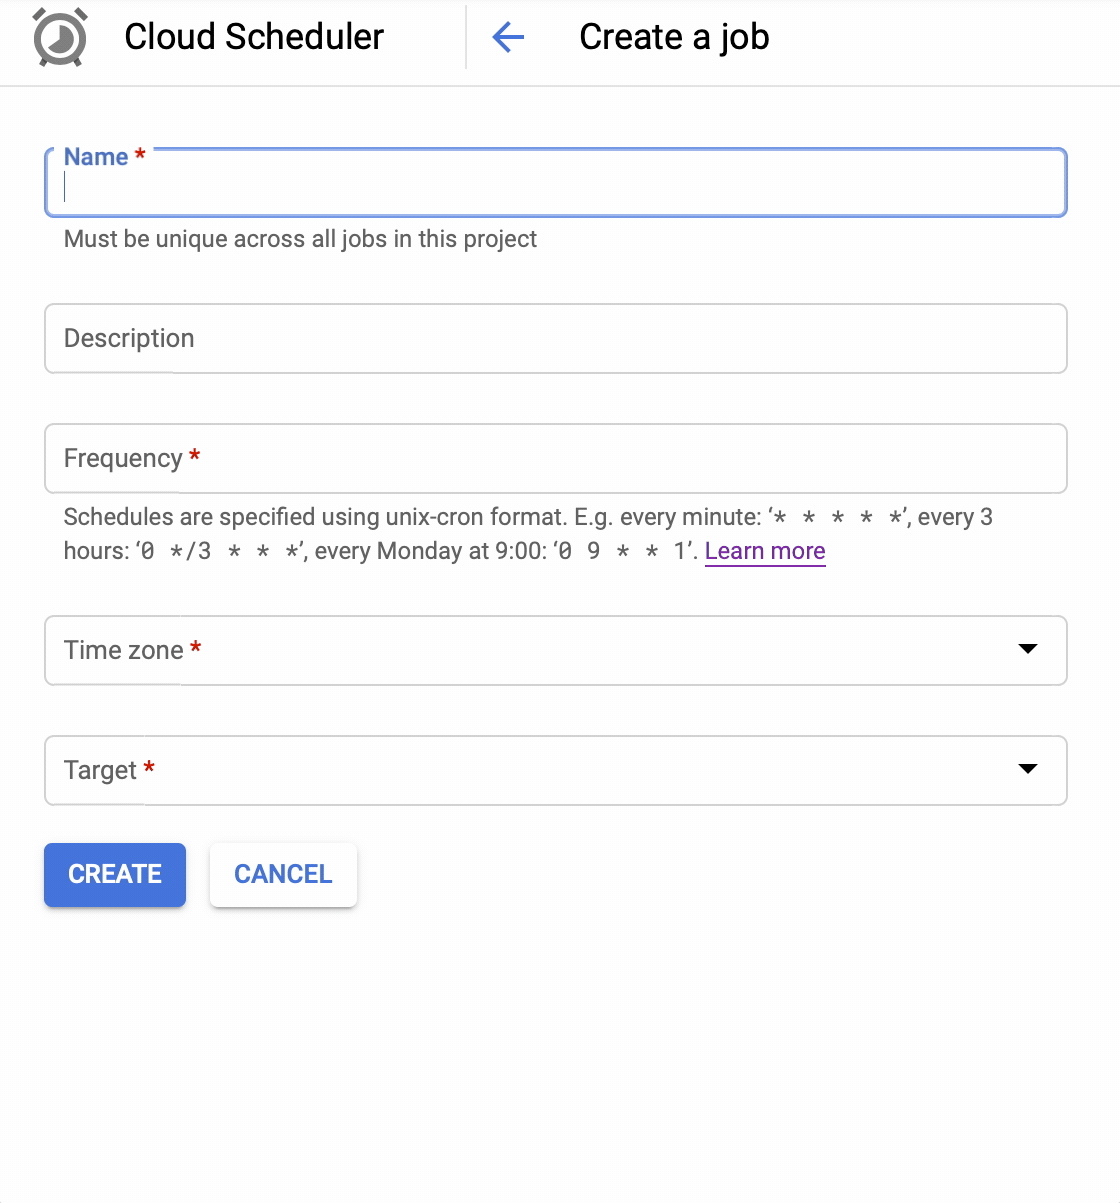 Cloud Scheduler
Create a job
Name *
Must be unique across all jobs in this project
Description
Frequency *
Schedules are specified using unix-cron format. E.g. every minute: ‘* * * * *’, every 3
hours: ‘0 */3 * * *’, every Monday at 9:00: ‘0 9 * * 1’. Learn more
Time zone *
Target *
CREATE
CANCEL